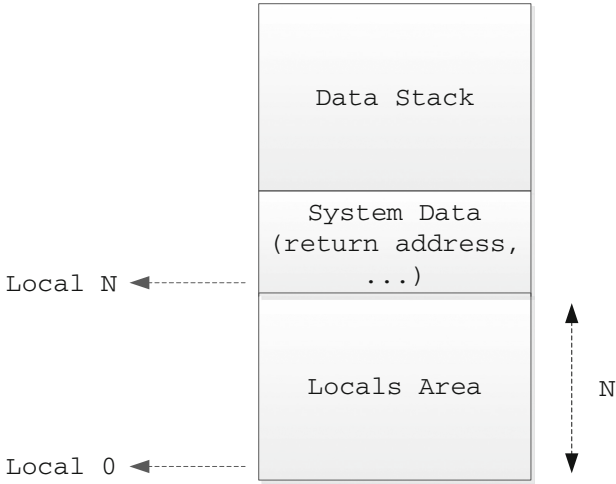 Data Stack
System Data
(return address,
...)
Local N
Locals Area
N
Local 0